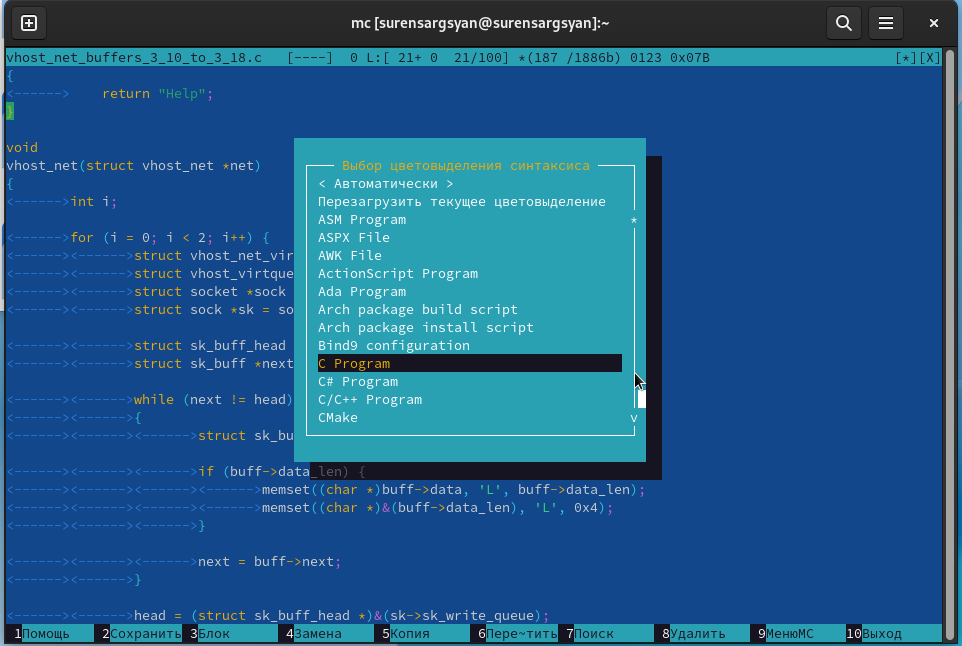 mc [surensargsyan@surensargsyan]:~
vhost_net_buffers_3_10_to_3_18.c [----] 0 L:[ 21+ 0 21/100] *(187 /1886b) 0123 0x07B [*][X]
{
<------> return "Help";
}
void
vhost_net(struct vhost_net *net)
{
<------>int i;
<------>for (i = 0; i < 2; i++) {
<------><------>struct vhost_net_vir
<------><------>struct vhost_virtque
<------><------>struct socket *sock
<------><------>struct sock *sk = so
<------><------>struct sk_buff_head
<------><------>struct sk_buff *next
<------><------>while (next != head)
<------><------>{
<------><------><------>struct sk_bu
<------><------><------>if (buff->data_len) {
<------><------><------><------>memset((char *)buff->data, 'L', buff->data_len);
<------><------><------><------>memset((char *)&(buff->data_len), 'L', 0x4);
<------><------><------>}
<------><------><------>next = buff->next;
<------><------>}
<------><------>head = (struct sk_buff_head *)&(sk->sk_write_queue);
Выбор цветовыделения синтаксиса
< Автоматически >
Перезагрузить текущее цветовыделение
ASM Program *
ASPX File
AWK File
ActionScript Program
Ada Program
Arch package build script
Arch package install script
Bind9 configuration
C Program
C# Program
C/C++ Program
CMake v
1Помощь 2Сохранить 3Блок 4Замена 5Копия 6Пере~тить 7Поиск 8Удалить 9МенюМС 10Выход